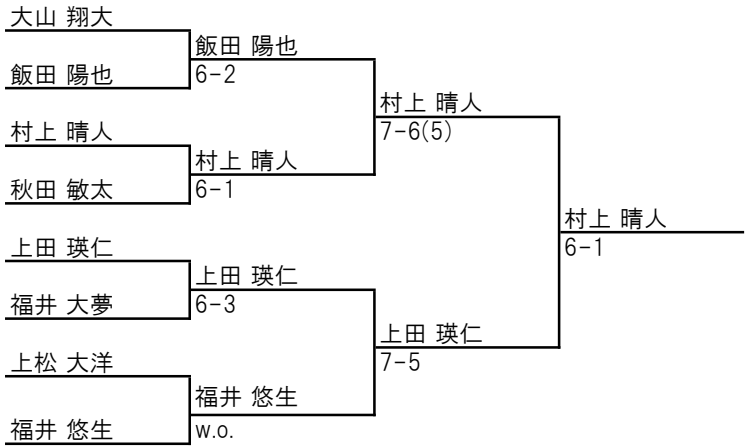 大山 翔大
飯田 陽也
飯田 陽也
6-2
村上 晴人
7-6(5)
村上 晴人
村上 晴人
6-1
秋田 敏太
村上 晴人
6-1
上田 瑛仁
上田 瑛仁
6-3
福井 大夢
上田 瑛仁
7-5
上松 大洋
福井 悠生
w.o.
福井 悠生